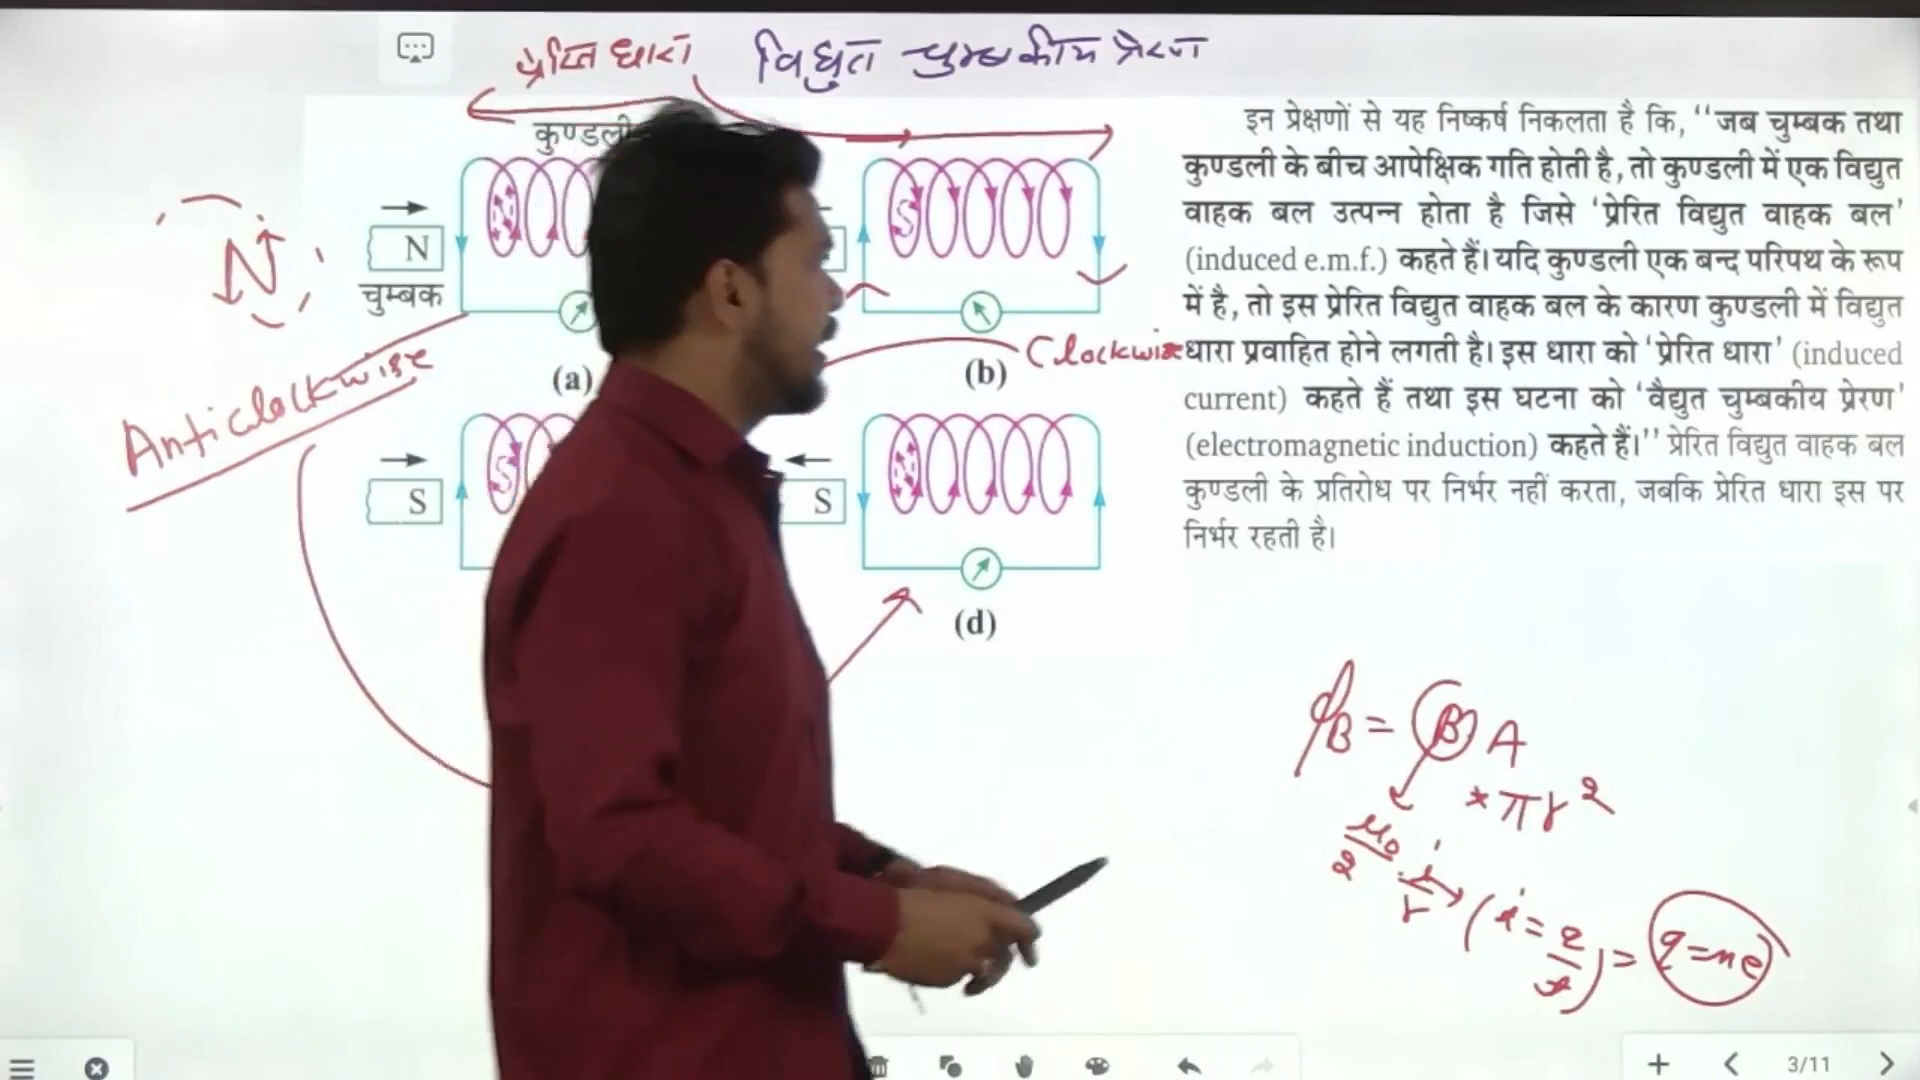 प्रेरित धारा विद्युत चुम्बकीय प्रेरण
कुण्डली
N
N
चुम्बक
(a)
N
S
(b)
Clockwise
Anticlockwise
S
S
S
N
(d)
इन प्रेक्षणों से यह निष्कर्ष निकलता है कि, ‘‘जब चुम्बक तथा
कुण्डली के बीच आपेक्षिक गति होती है, तो कुण्डली में एक विद्युत
वाहक बल उत्पन्न होता है जिसे ‘प्रेरित विद्युत वाहक बल’
(induced e.m.f.) कहते हैं। यदि कुण्डली एक बन्द परिपथ के रूप
में है, तो इस प्रेरित विद्युत वाहक बल के कारण कुण्डली में विद्युत
धारा प्रवाहित होने लगती है। इस धारा को ‘प्रेरित धारा’ (induced
current) कहते हैं तथा इस घटना को ‘वैद्युत चुम्बकीय प्रेरण’
(electromagnetic induction) कहते हैं।’’ प्रेरित विद्युत वाहक बल
कुण्डली के प्रतिरोध पर निर्भर नहीं करता, जबकि प्रेरित धारा इस पर
निर्भर रहती है।
ϕB = (B) A
* πr²
μ₀/2 i/r (i = q/t) = q=ne
3/11